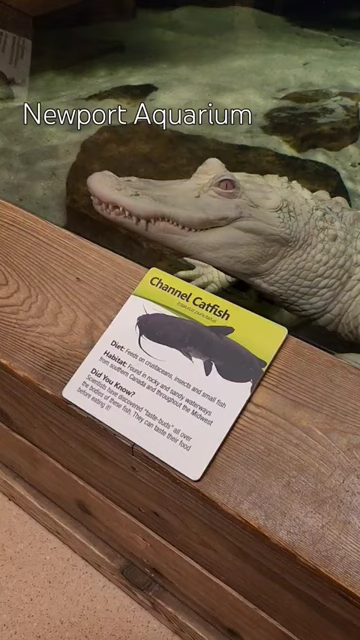 Newport Aquarium
Channel Catfish
Diet: Feeds on crustaceans, insects and small fish
Habitat: Found in rocky and sandy waterways
from southern Canada and throughout the Midwest
Did You Know?
Scientists have discovered "taste-buds" all over
the bodies of these fish. They can taste their food
before eating it!